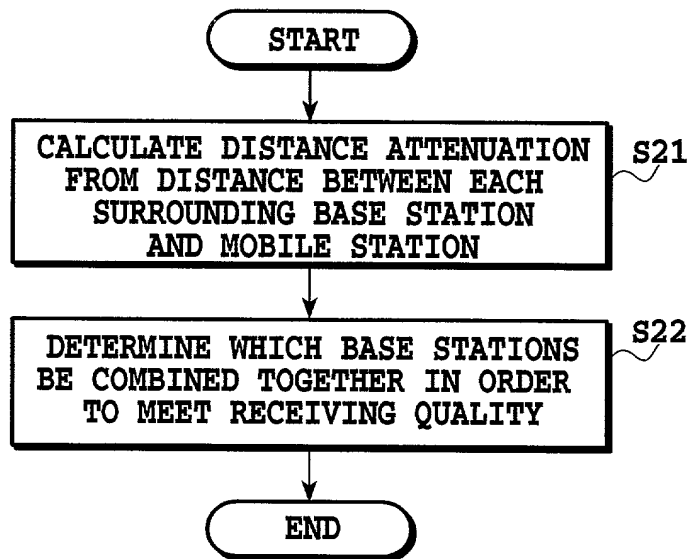 START
CALCULATE DISTANCE ATTENUATION
FROM DISTANCE BETWEEN EACH
SURROUNDING BASE STATION
AND MOBILE STATION
S21
DETERMINE WHICH BASE STATIONS
BE COMBINED TOGETHER IN ORDER
TO MEET RECEIVING QUALITY
S22
END